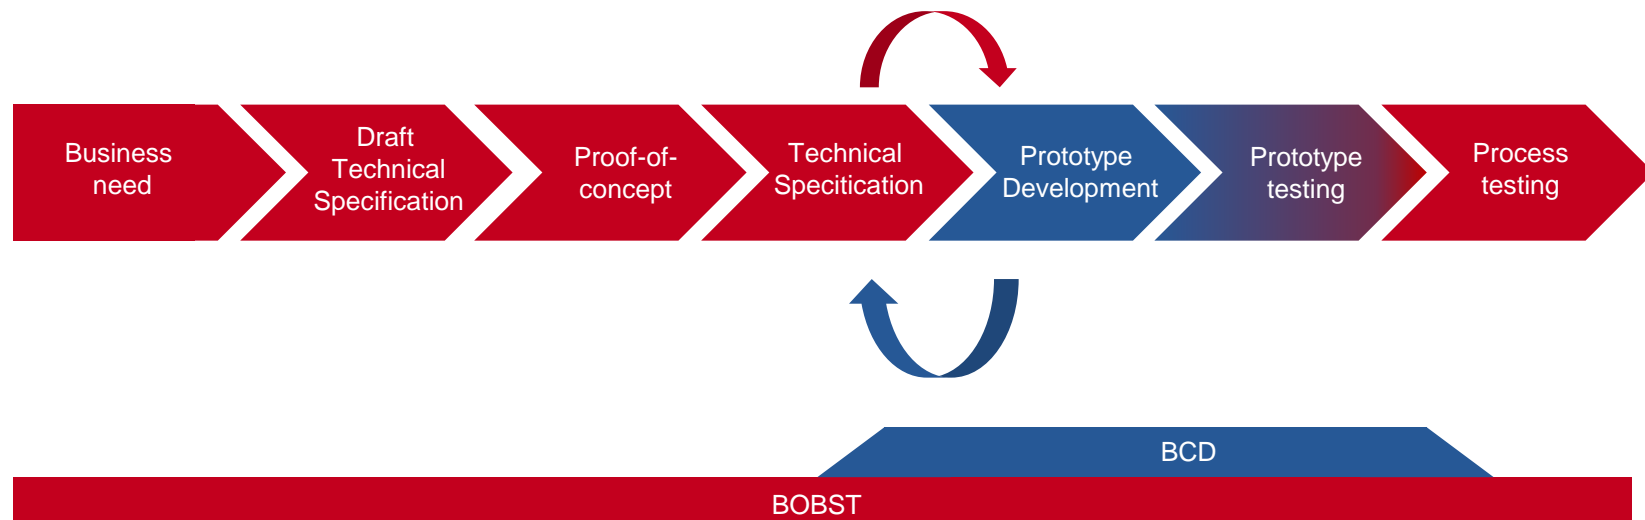 Business
need
Draft
Technical
Specification
Proof-of-
concept
Technical
Specitication
Prototype
Development
Prototype
testing
Process
testing
BCD
BOBST